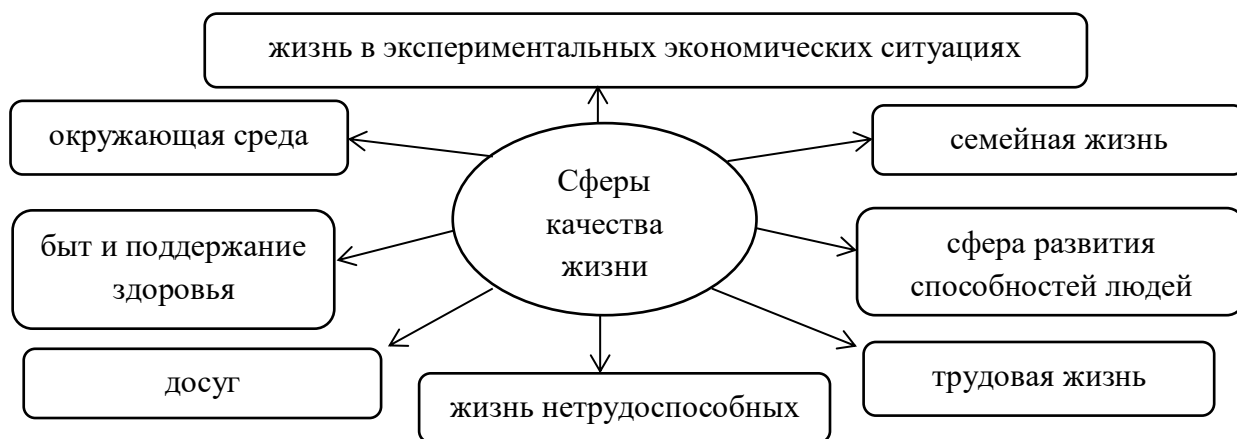 жизнь в экспериментальных экономических ситуациях
окружающая среда
семейная жизнь
Сферы
качества
жизни
быт и поддержание
здоровья
сфера развития
способностей людей
досуг
жизнь нетрудоспособных
трудовая жизнь